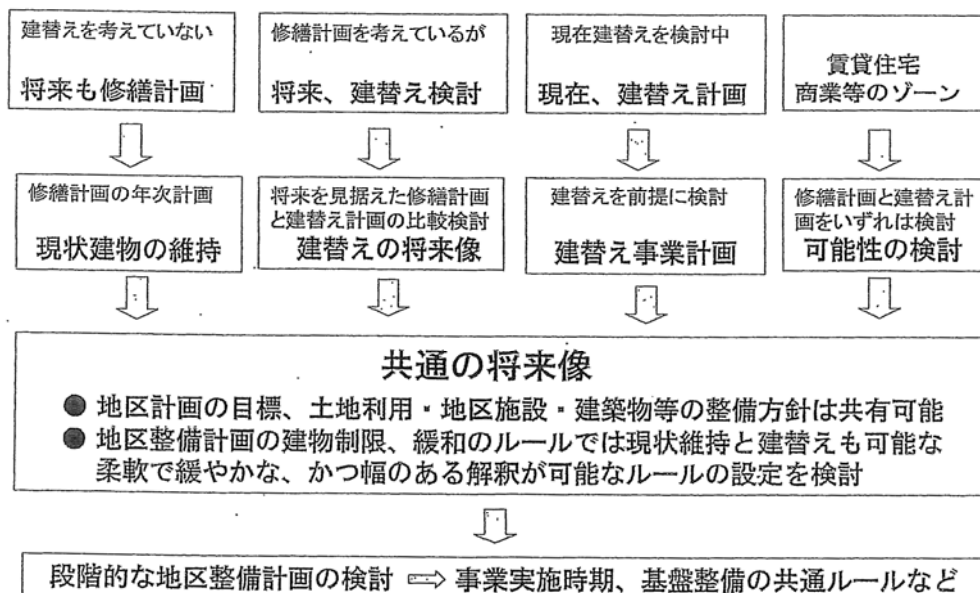 建替えを考えていない
将来も修繕計画
修繕計画を考えているが
将来、建替え検討
現在建替えを検討中
現在、建替え計画
賃貸住宅
商業等のゾーン
修繕計画の年次計画
現状建物の維持
将来を見据えた修繕計画
と建替え計画の比較検討
建替えの将来像
建替えを前提に検討
建替え事業計画
修繕計画と建替え計
画をいずれは検討
可能性の検討
共通の将来像
● 地区計画の目標、土地利用・地区施設・建築物等の整備方針は共有可能
● 地区整備計画の建物制限、緩和のルールでは現状維持と建替えも可能な
柔軟で緩やかな、かつ幅のある解釈が可能なルールの設定を検討
段階的な地区整備計画の検討 ⇨ 事業実施時期、基盤整備の共通ルールなど